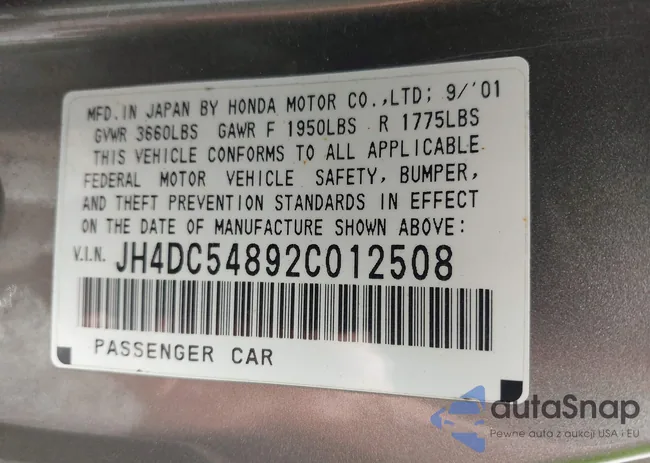 MFD. IN JAPAN BY HONDA MOTOR CO.,LTD; 9/'01
GVWR 3660LBS GAWR F 1950LBS R 1775LBS
THIS VEHICLE CONFORMS TO ALL APPLICABLE
FEDERAL MOTOR VEHICLE SAFETY, BUMPER,
AND THEFT PREVENTION STANDARDS IN EFFECT
ON THE DATE OF MANUFACTURE SHOWN ABOVE:
V.I.N. JH4DC54892C012508
PASSENGER CAR
autaSnap
Pewne auta z aukcji USA i EU